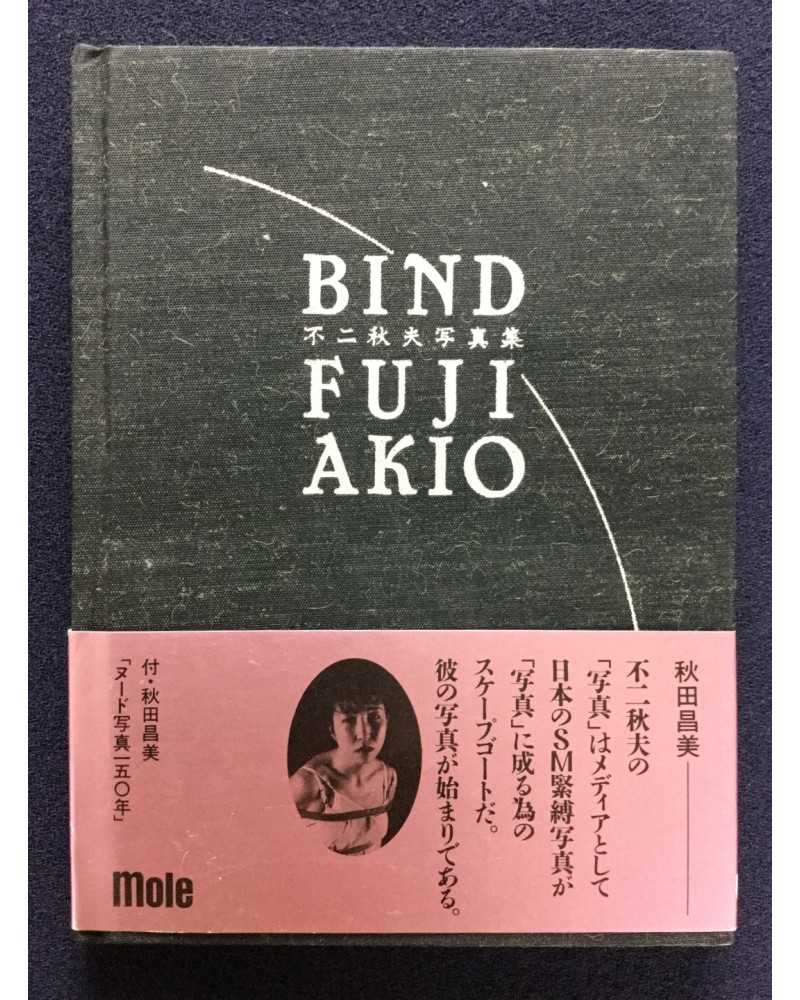 BIND
不二秋夫写真集
FUJI
AKIO
秋田昌美
不二秋夫の
「写真」はメディアとして
日本のSM緊縛写真が
「写真」に成る為の
スケープゴートだ。
彼の写真が始まりである。
付・秋田昌美
「ヌード写真一五〇年」
mole